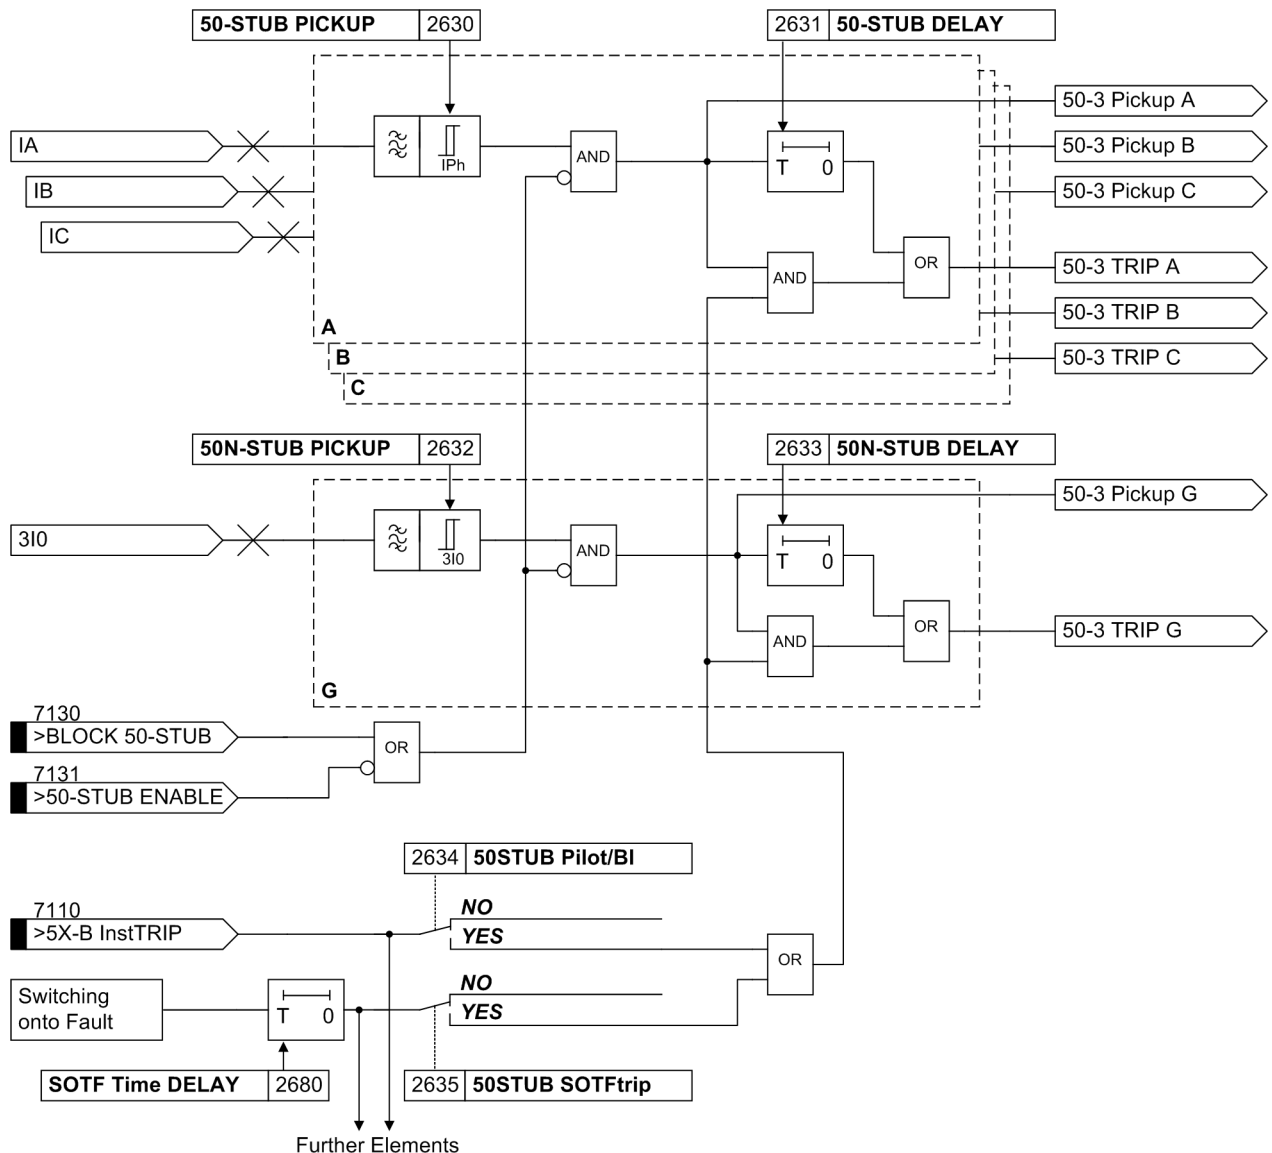 50-STUB PICKUP 2630
2631 50-STUB DELAY
50-3 Pickup A
IA
IPh
AND
T 0
50-3 Pickup B
IB
50-3 Pickup C
IC
AND
OR
50-3 TRIP A
50-3 TRIP B
A
B
50-3 TRIP C
C
50N-STUB PICKUP 2632
2633 50N-STUB DELAY
50-3 Pickup G
3I0
3I0
AND
T 0
AND
OR
50-3 TRIP G
G
7130
>BLOCK 50-STUB
OR
7131
>50-STUB ENABLE
2634 50STUB Pilot/BI
7110
>5X-B InstTRIP
NO
YES
OR
Switching
onto Fault
T 0
NO
YES
SOTF Time DELAY 2680
2635 50STUB SOTFtrip
Further Elements